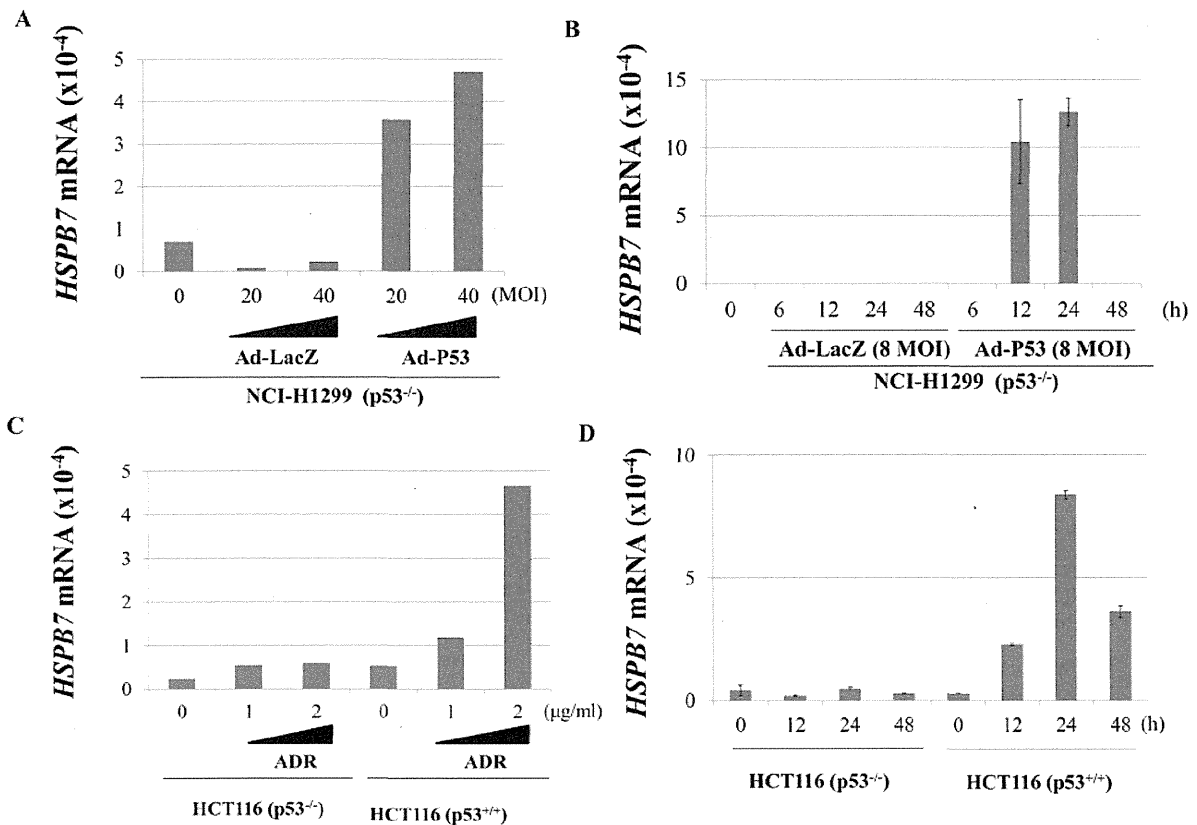 A
HSPB7 mRNA (x10-4)
5
4
3
2
1
0
0 20 40 20 40 (MOI)
Ad-LacZ Ad-P53
NCI-H1299 (p53-/-)
B
HSPB7 mRNA (x10-4)
15
10
5
0
0 6 12 24 48 6 12 24 48 (h)
Ad-LacZ (8 MOI) Ad-P53 (8 MOI)
NCI-H1299 (p53-/-)
C
HSPB7 mRNA (x10-4)
5
4
3
2
1
0
0 1 2 0 1 2 (µg/ml)
ADR ADR
HCT116 (p53-/-) HCT116 (p53+/+)
D
HSPB7 mRNA (x10-4)
10
5
0
0 12 24 48 0 12 24 48 (h)
HCT116 (p53-/-) HCT116 (p53+/+)